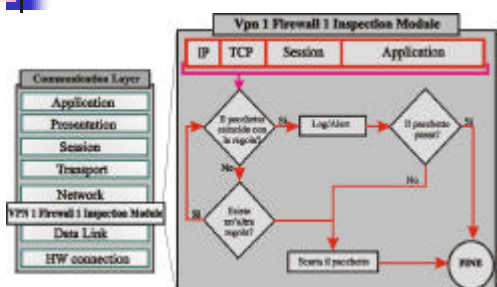 Vpn 1 Firewall 1 Inspection Module
IP TCP Session Application
Communication Layer
Application
Presentation
Session
Transport
Network
VPN 1 Firewall 1 Inspection Module
Data Link
HW connection
Il pacchetto
coincide con
la regola?
Si
Log/Alert
Il pacchetto
passa?
Si
No
No
Esiste
un'altra
regola?
Si
Scarta il pacchetto
FINE